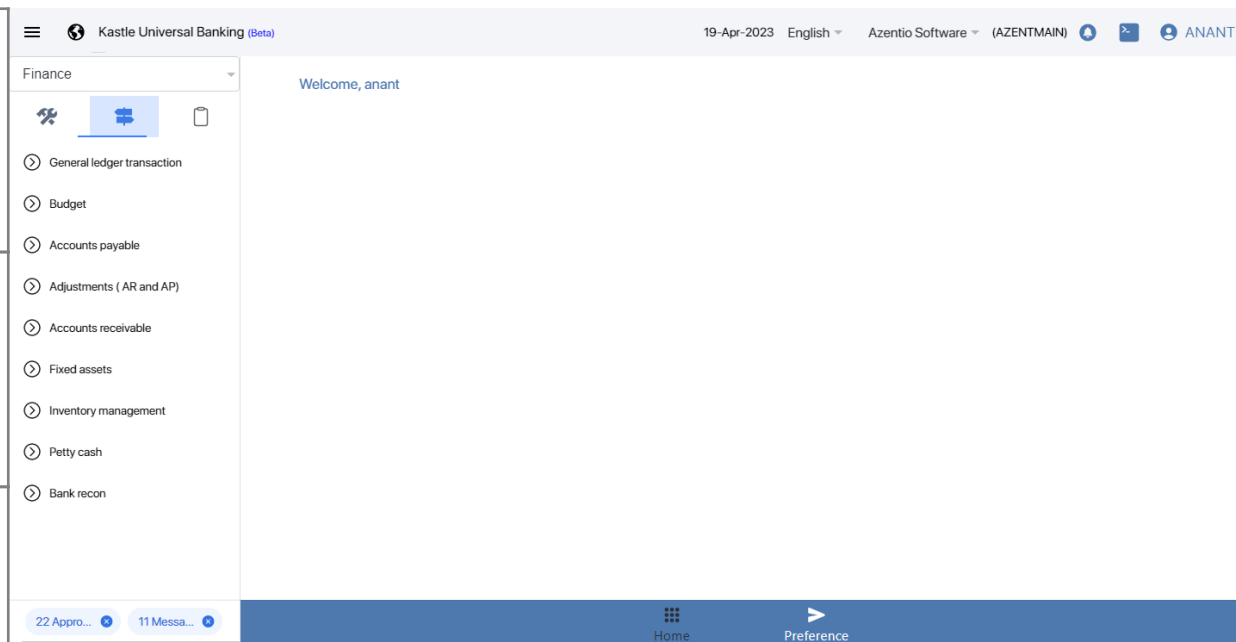 Kastle Universal Banking (Beta)
19-Apr-2023 English Azentio Software (AZENTMAIN) ANANT
Finance
Welcome, anant
General ledger transaction
Budget
Accounts payable
Adjustments ( AR and AP)
Accounts receivable
Fixed assets
Inventory management
Petty cash
Bank recon
22 Appro... 11 Messa...
Home Preference